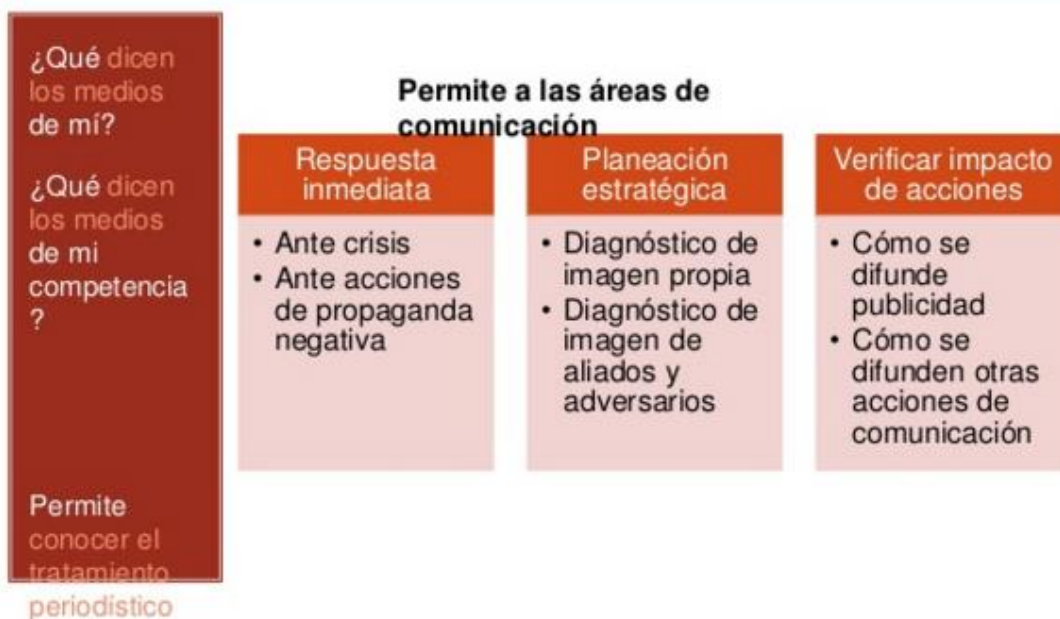 ¿Qué dicen
los medios
de mí?
¿Qué dicen
los medios
de mi
competencia
?
Permite
conocer el
tratamiento
periodístico
Permite a las áreas de
comunicación
Respuesta
inmediata
• Ante crisis
• Ante acciones
de propaganda
negativa
Planeación
estratégica
• Diagnóstico de
imagen propia
• Diagnóstico de
imagen de
aliados y
adversarios
Verificar impacto
de acciones
• Cómo se
difunde
publicidad
• Cómo se
difunden otras
acciones de
comunicación